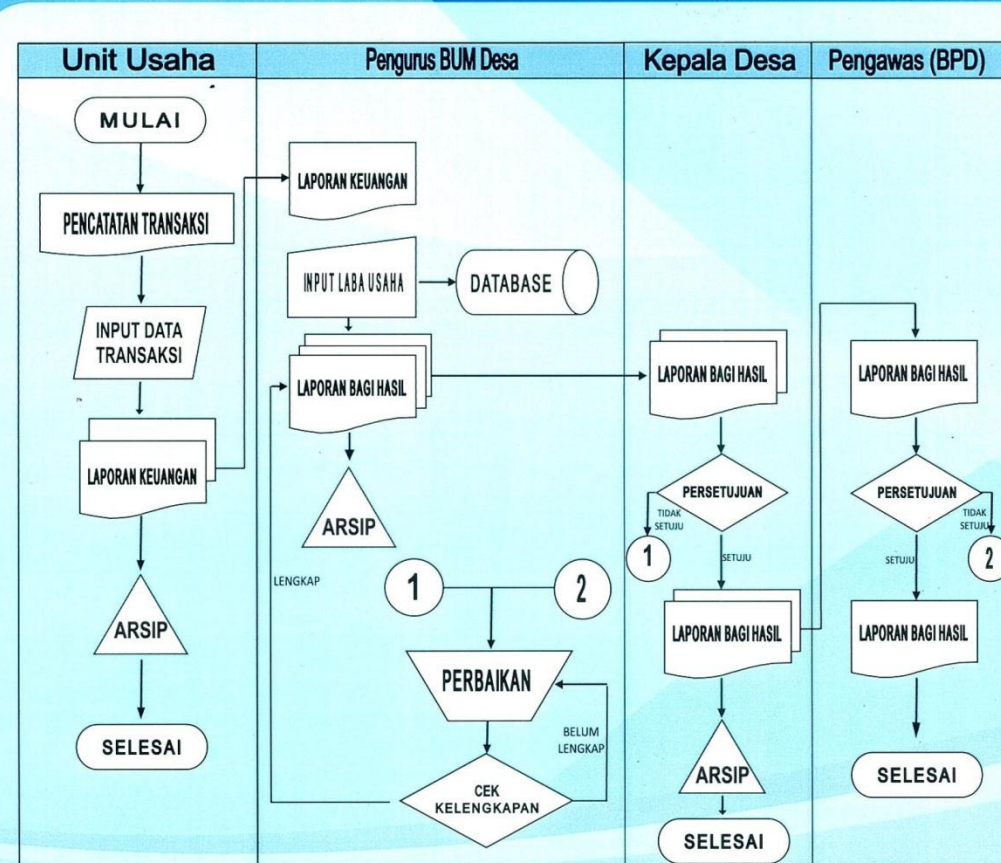 Unit Usaha
Pengurus BUM Desa
Kepala Desa
Pengawas (BPD)
MULAI
PENCATATAN TRANSAKSI
INPUT DATA
TRANSAKSI
LAPORAN KEUANGAN
ARSIP
SELESAI
LAPORAN KEUANGAN
INPUT LABA USAHA
DATABASE
LAPORAN BAGI HASIL
ARSIP
LENGKAP
1
2
PERBAIKAN
BELUM
LENGKAP
CEK
KELENGKAPAN
LAPORAN BAGI HASIL
PERSETUJUAN
TIDAK
SETUJU
1
SETUJU
LAPORAN BAGI HASIL
ARSIP
SELESAI
LAPORAN BAGI HASIL
PERSETUJUAN
TIDAK
SETUJU
2
SETUJU
LAPORAN BAGI HASIL
SELESAI